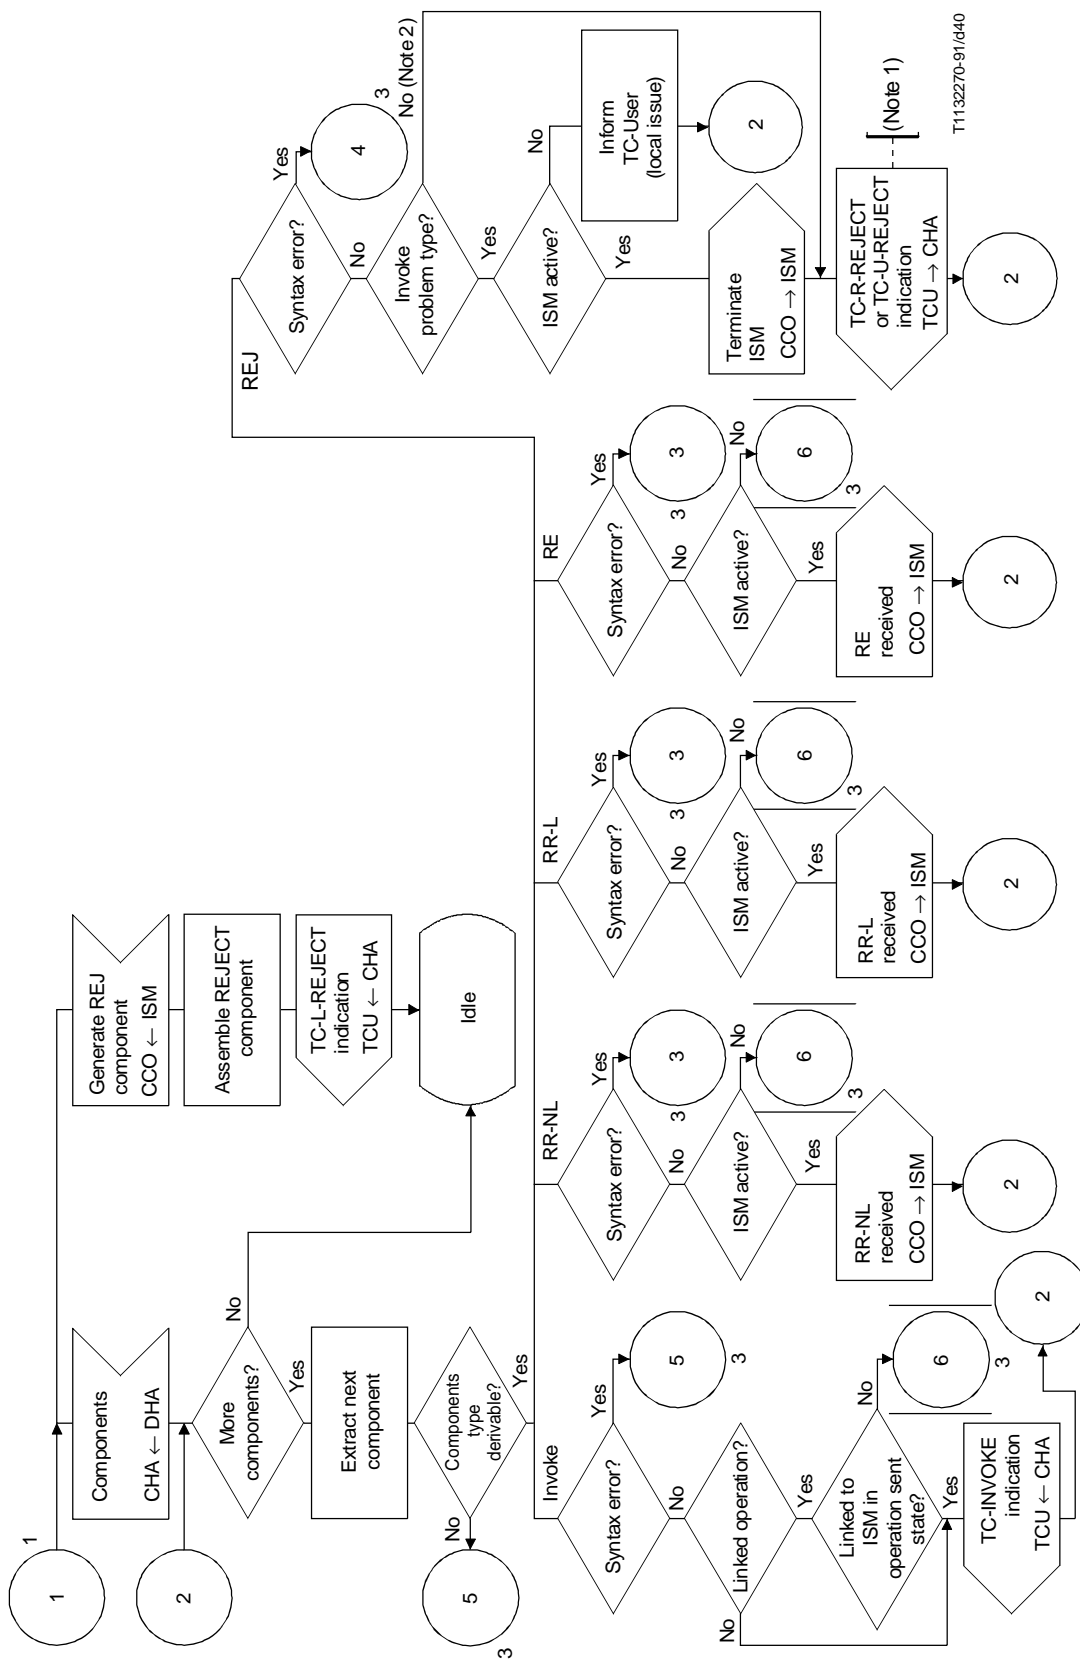 1
1
2
Components
CHA ← DHA
More
components?
No
Yes
Extract next
component
Components
type
derivable?
No
Yes
5
3
Generate REJ
component
CCO ← ISM
Assemble REJECT
component
TC-L-REJECT
indication
TCU ← CHA
Idle
Invoke
Syntax error?
Yes
5
3
No
Linked operation?
No
Yes
Linked to
ISM in
operation sent
state?
No
6
3
Yes
TC-INVOKE
indication
TCU ← CHA
2
RR-NL
Syntax error?
Yes
3
3
No
ISM active?
No
6
3
Yes
RR-NL
received
CCO → ISM
2
RR-L
Syntax error?
Yes
3
3
No
ISM active?
No
6
3
Yes
RR-L
received
CCO → ISM
2
RE
Syntax error?
Yes
3
3
No
ISM active?
No
6
3
Yes
RE
received
CCO → ISM
2
REJ
Syntax error?
Yes
4
3
No
Invoke
problem type?
No (Note 2)
Yes
ISM active?
No
Inform
TC-User
(local issue)
2
Yes
Terminate
ISM
CCO → ISM
TC-R-REJECT
or TC-U-REJECT
indication
TCU → CHA
(Note 1)
2
T1132270-91/d40